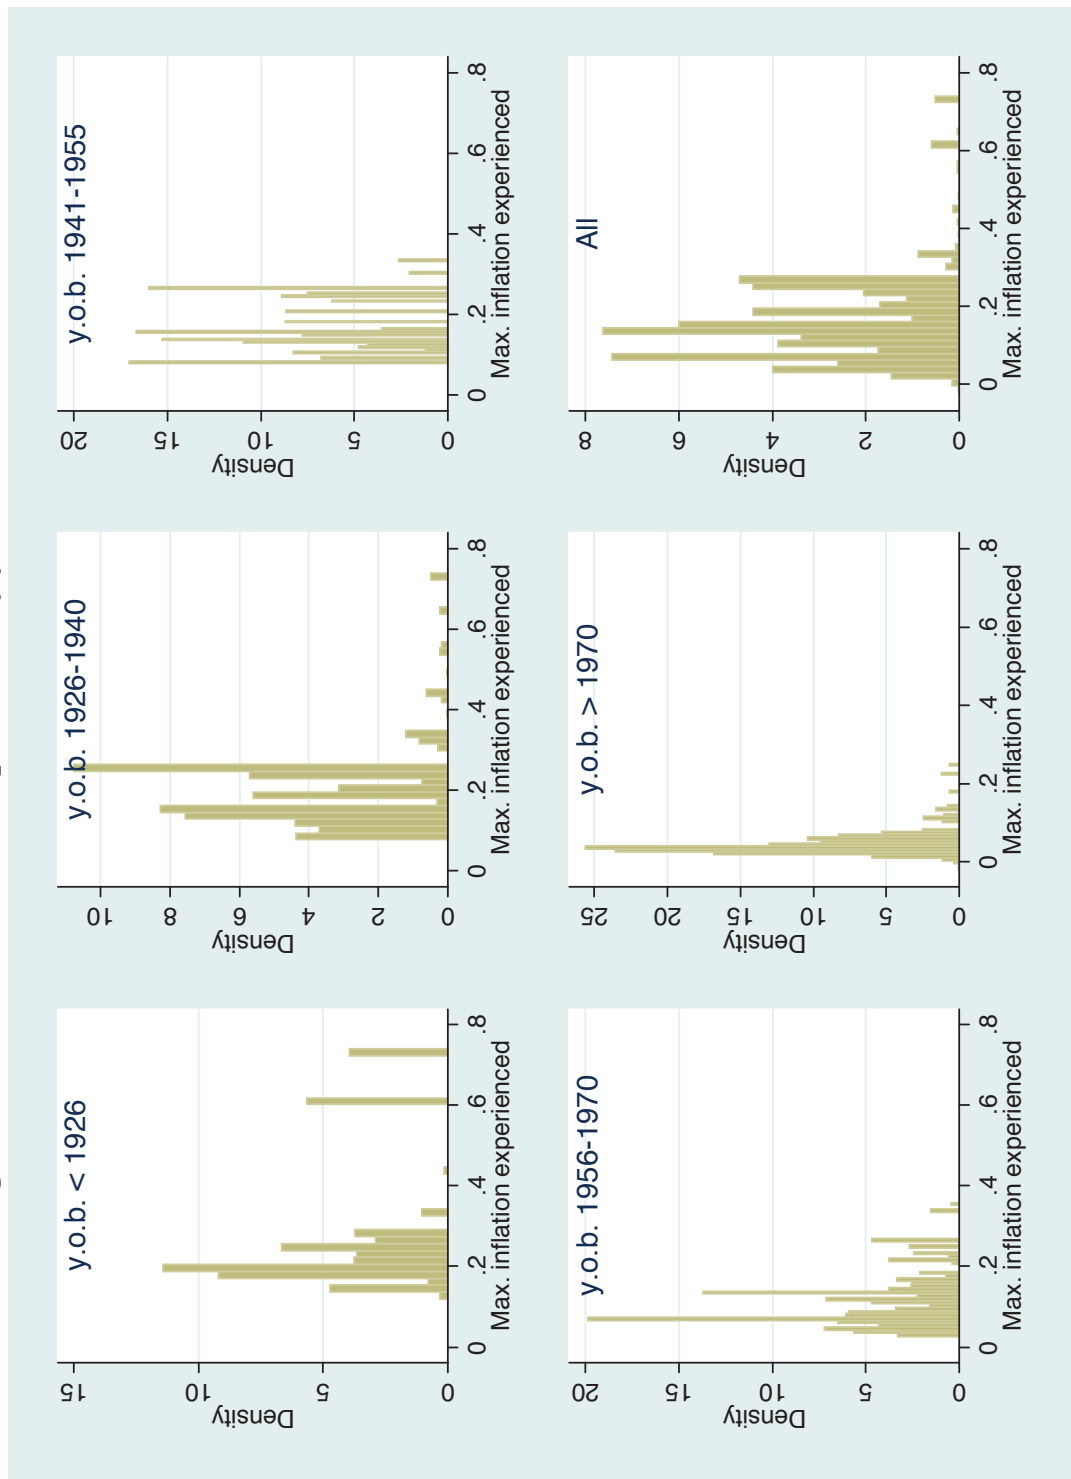 y.o.b. < 1926
15
10
5
0
Density
0 .2 .4 .6 .8
Max. inflation experienced
y.o.b. 1926-1940
10
8
6
4
2
0
Density
0 .2 .4 .6 .8
Max. inflation experienced
y.o.b. 1941-1955
20
15
10
5
0
Density
0 .2 .4 .6 .8
Max. inflation experienced
y.o.b. 1956-1970
20
15
10
5
0
Density
0 .2 .4 .6 .8
Max. inflation experienced
y.o.b. > 1970
25
20
15
10
5
0
Density
0 .2 .4 .6 .8
Max. inflation experienced
All
8
6
4
2
0
Density
0 .2 .4 .6 .8
Max. inflation experienced